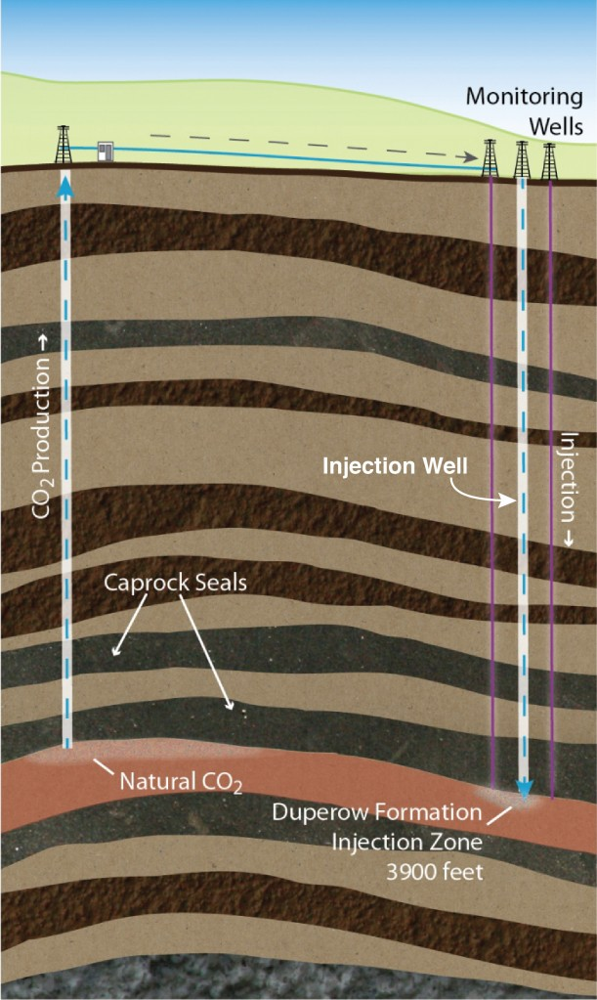 Monitoring
Wells
CO₂ Production →
Injection Well
Injection →
Caprock Seals
Natural CO₂
Duperow Formation
Injection Zone
3900 feet